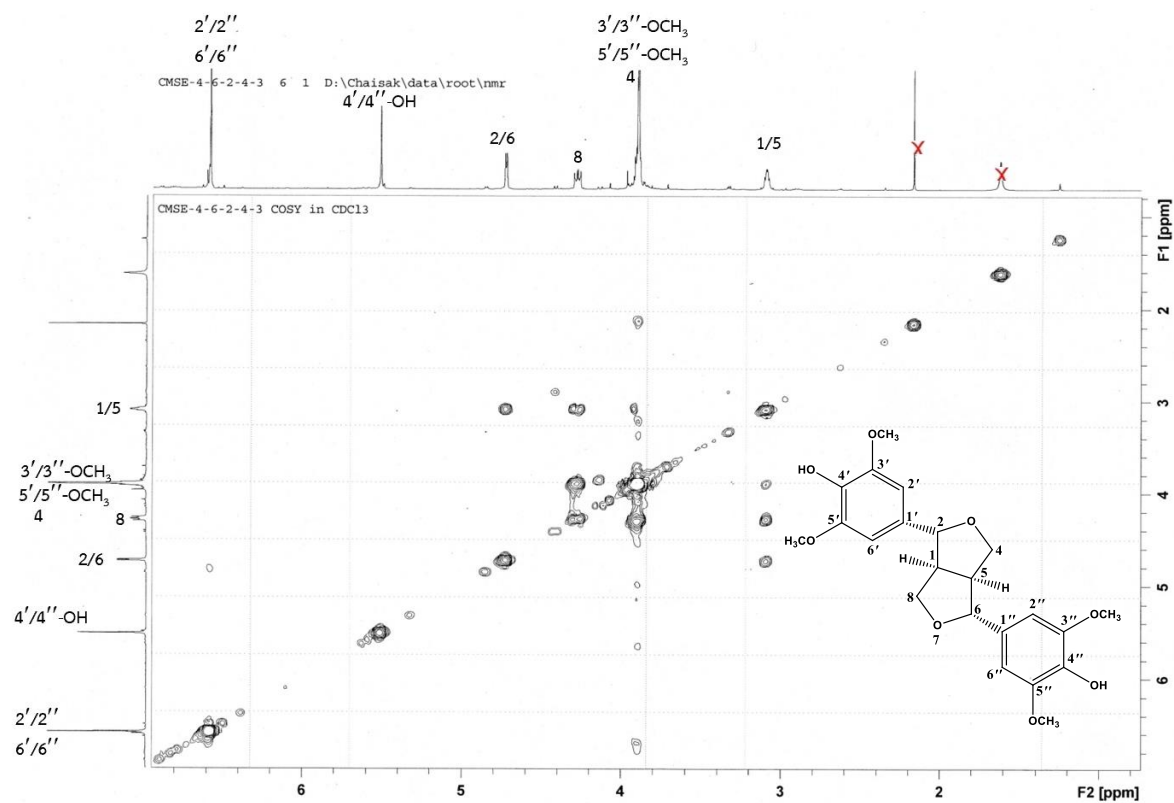 2′/2′′
6′/6′′
3′/3′′-OCH₃
5′/5′′-OCH₃
4
CMSE-4-6-2-4-3 6 1 D:\Chaisak\data\root\nmr
4′/4′′-OH
2/6
8
1/5
X
X
CMSE-4-6-2-4-3 COSY in CDCl3
F1 [ppm]
2
3
4
5
6
1/5
3′/3′′-OCH₃
5′/5′′-OCH₃
4 8
2/6
4′/4′′-OH
2′/2′′
6′/6′′
OCH₃
HO 4′ 3′ 2′
5′ 1′ 2 O
OCH₃ 6′ 4
H 1 5 H
8 6 2′′
O 1′′ 3′′ OCH₃
7
6′′ 4′′
5′′ OH
OCH₃
6 5 4 3 2 F2 [ppm]